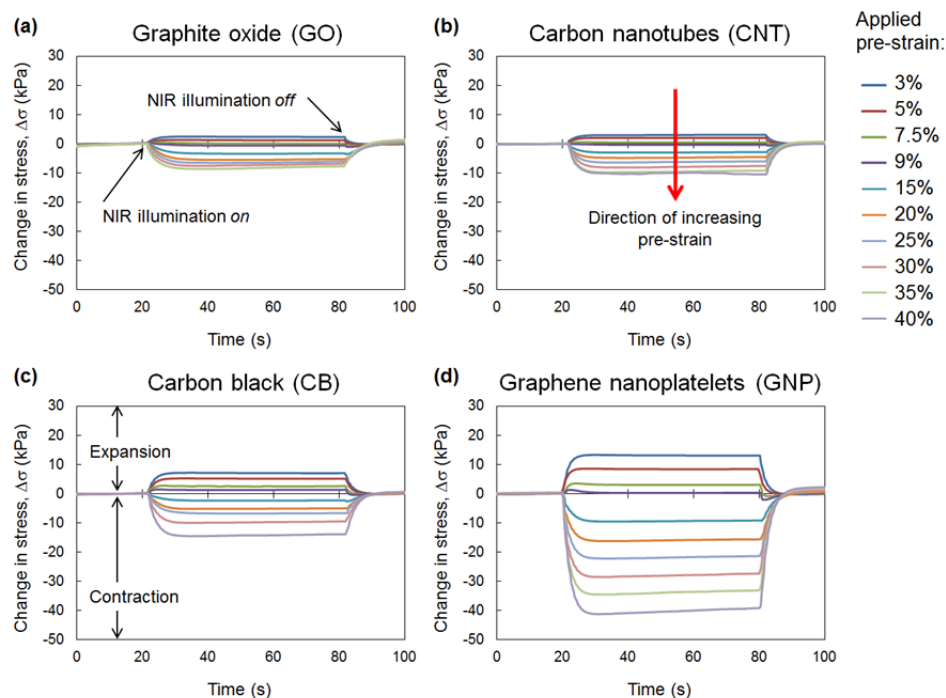 (a)
Graphite oxide (GO)
30
20
10
0
-10
-20
-30
-40
-50
Change in stress, Δσ (kPa)
NIR illumination off
NIR illumination on
0 20 40 60 80 100
Time (s)
(b)
Carbon nanotubes (CNT)
30
20
10
0
-10
-20
-30
-40
-50
Change in stress, Δσ (kPa)
Direction of increasing
pre-strain
0 20 40 60 80 100
Time (s)
Applied
pre-strain:
3%
5%
7.5%
9%
15%
20%
25%
30%
35%
40%
(c)
Carbon black (CB)
30
20
10
0
-10
-20
-30
-40
-50
Change in stress, Δσ (kPa)
Expansion
Contraction
0 20 40 60 80 100
Time (s)
(d)
Graphene nanoplatelets (GNP)
30
20
10
0
-10
-20
-30
-40
-50
Change in stress, Δσ (kPa)
0 20 40 60 80 100
Time (s)